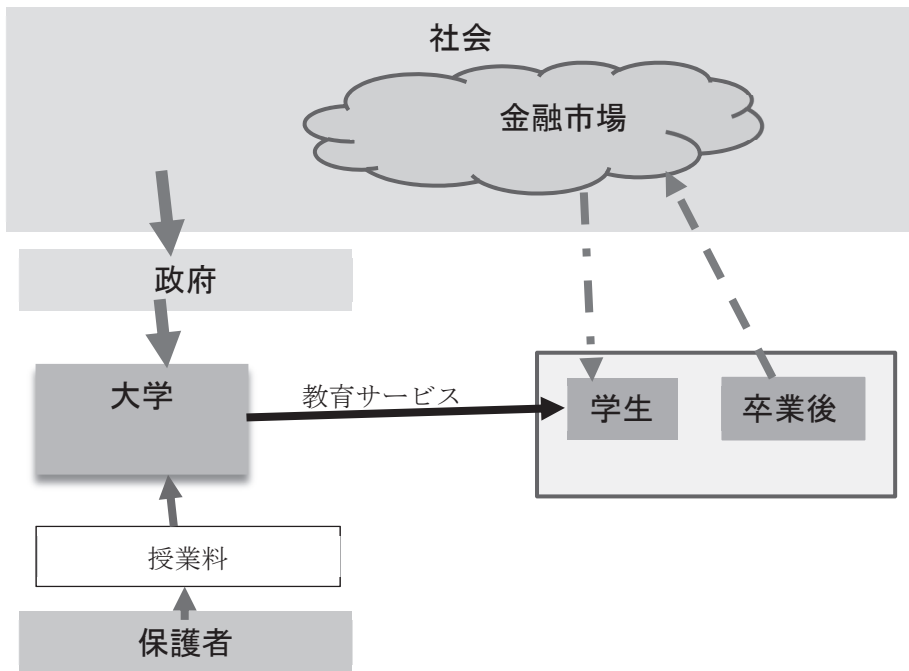 社会
金融市場
政府
大学
教育サービス
学生
卒業後
授業料
保護者